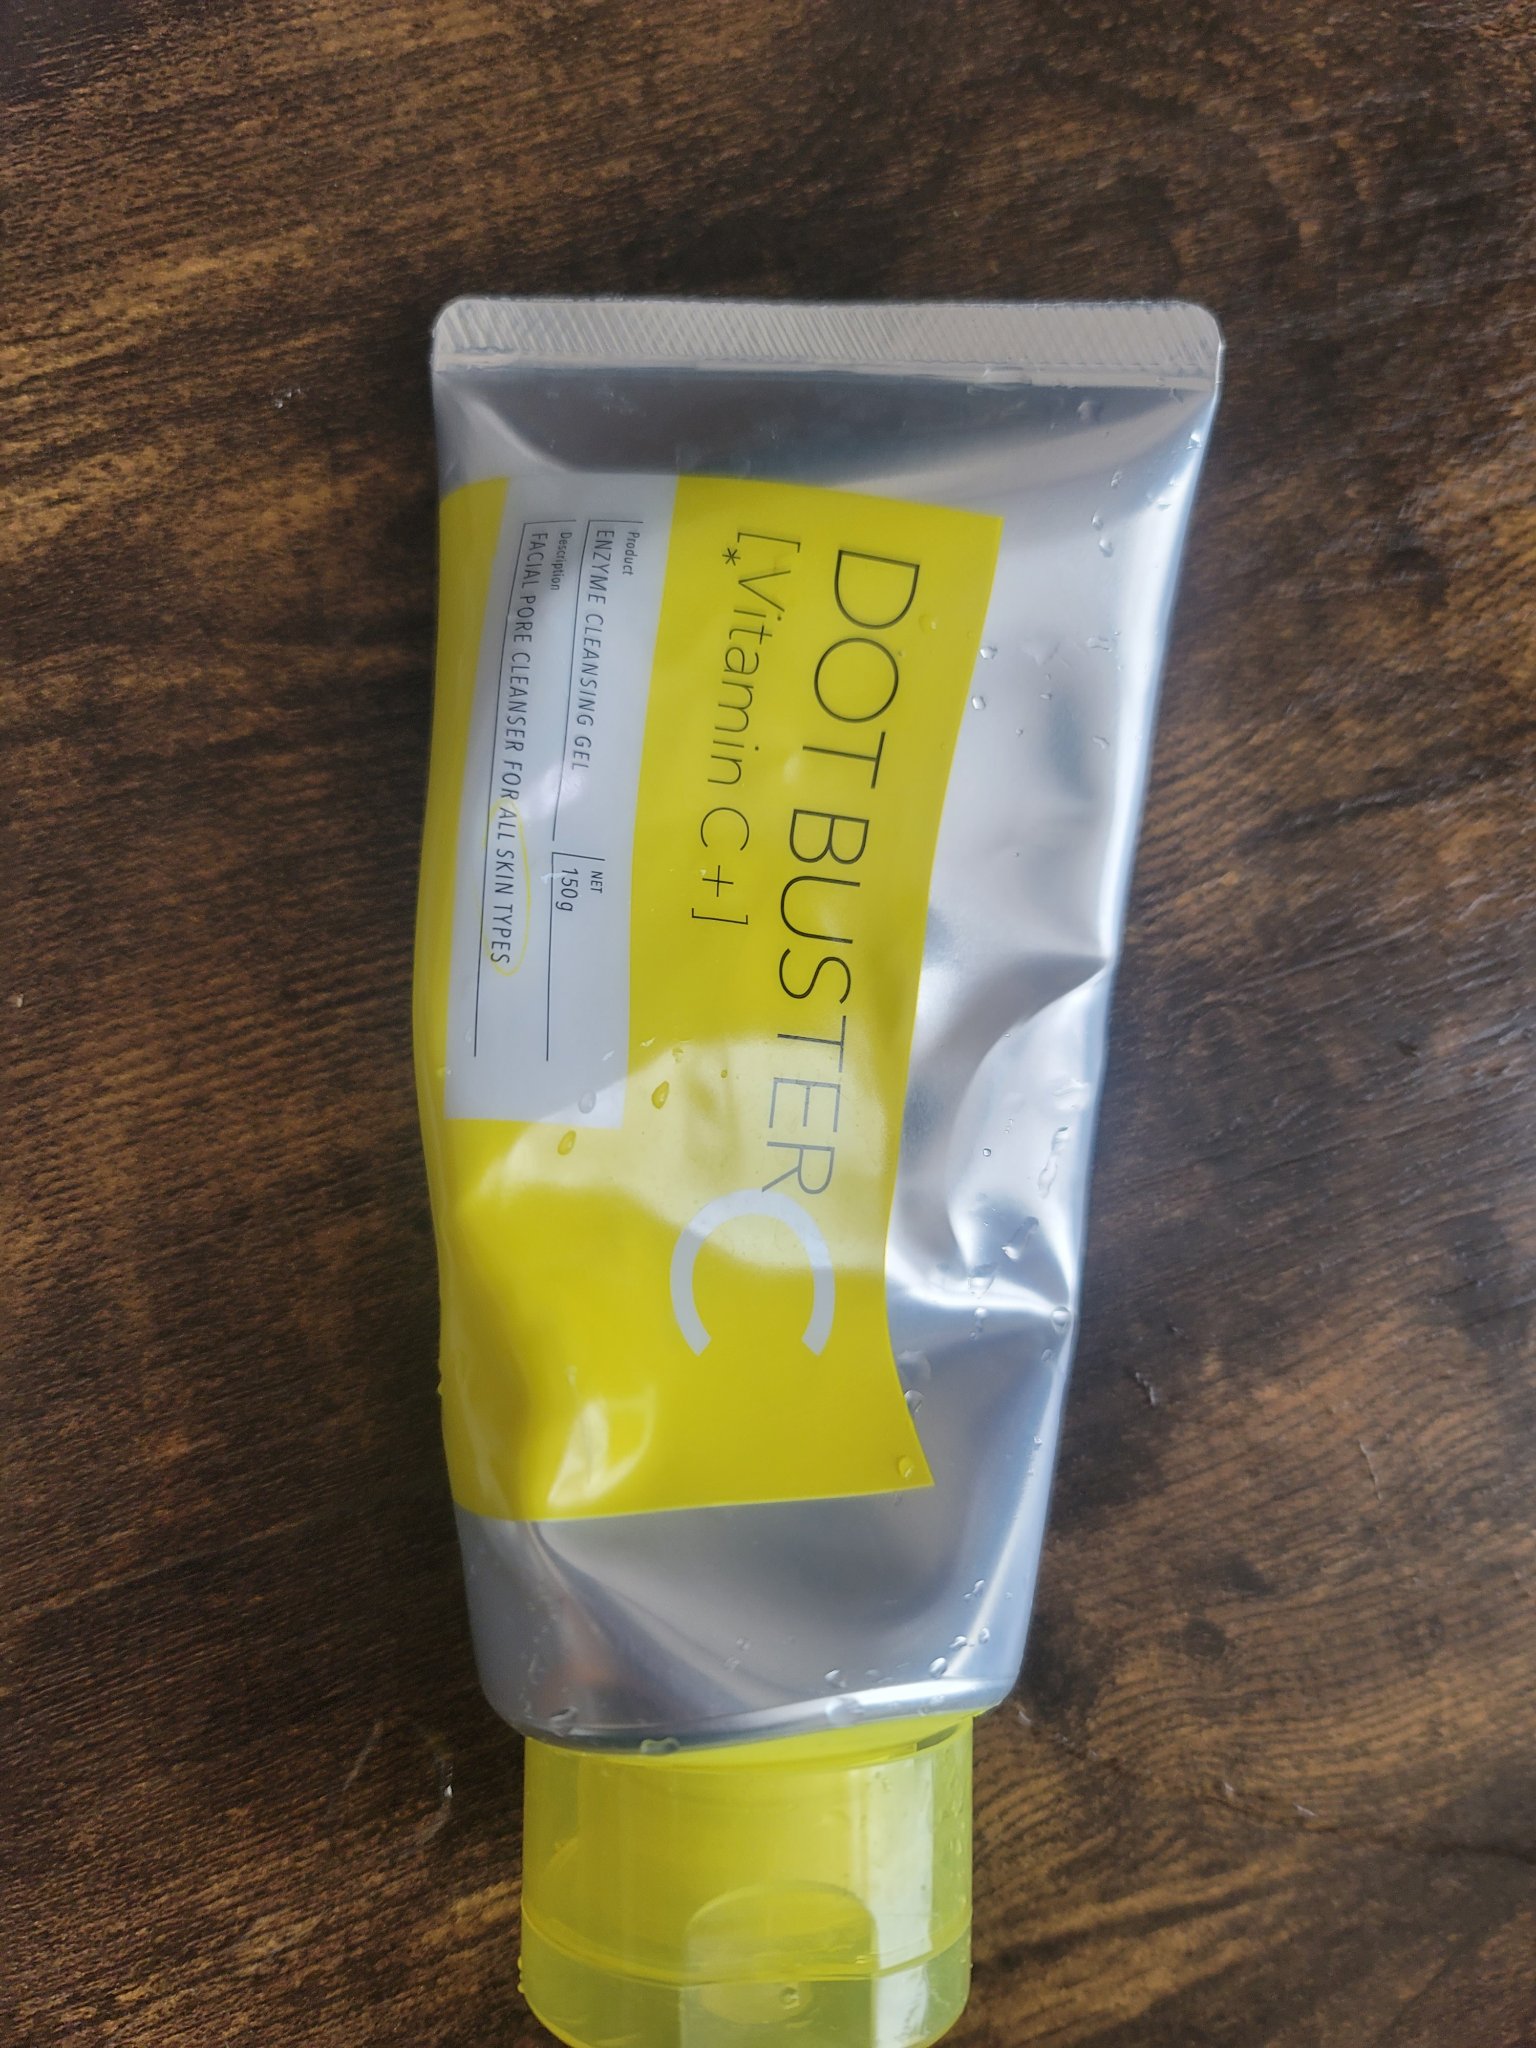 DOT BUSTER C
[*Vitamin C+]
Product
ENZYME CLEANSING GEL
NET
150g
Description
FACIAL PORE CLEANSER FOR ALL SKIN TYPES